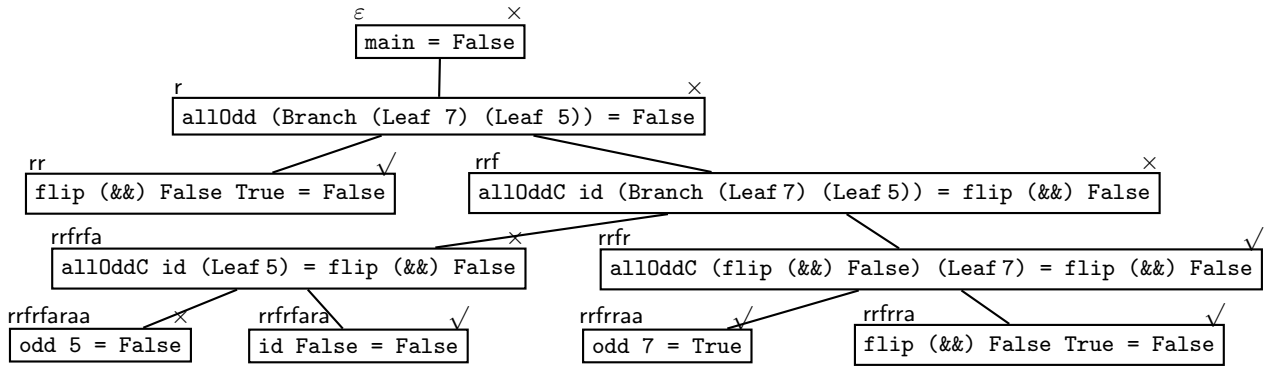 ε ×
main = False
r ×
allOdd (Branch (Leaf 7) (Leaf 5)) = False
rr √
flip (&&) False True = False
rrf ×
allOddC id (Branch (Leaf 7) (Leaf 5)) = flip (&&) False
rrfrfa ×
allOddC id (Leaf 5) = flip (&&) False
rrfr √
allOddC (flip (&&) False) (Leaf 7) = flip (&&) False
rrfrfaraa ×
odd 5 = False
rrfrfara √
id False = False
rrfrraa √
odd 7 = True
rrfrra √
flip (&&) False True = False